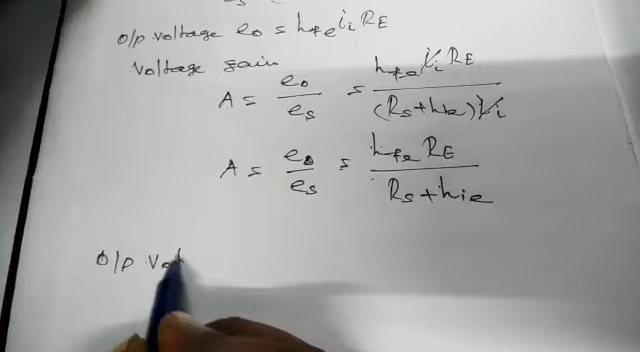 o/p voltage eo = hfe ii RE
Voltage gain
A = eo / es = hfe ii RE / (Rs + hie) ii
A = eo / es = hfe RE / Rs + hie
o/p Vol